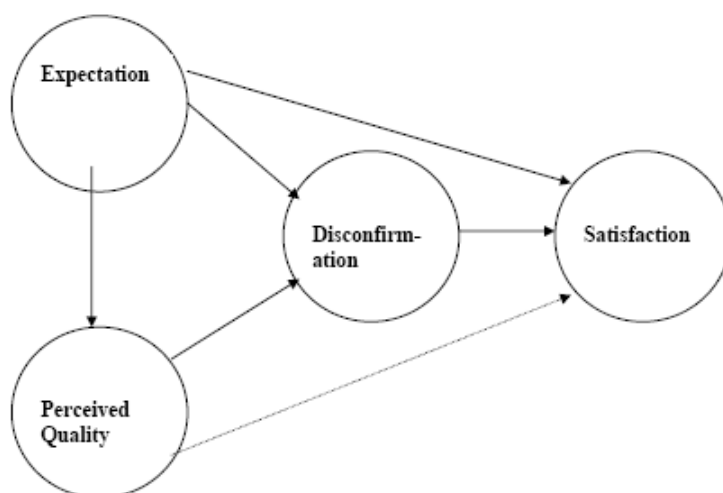 Expectation
Disconfirm-
ation
Satisfaction
Perceived
Quality